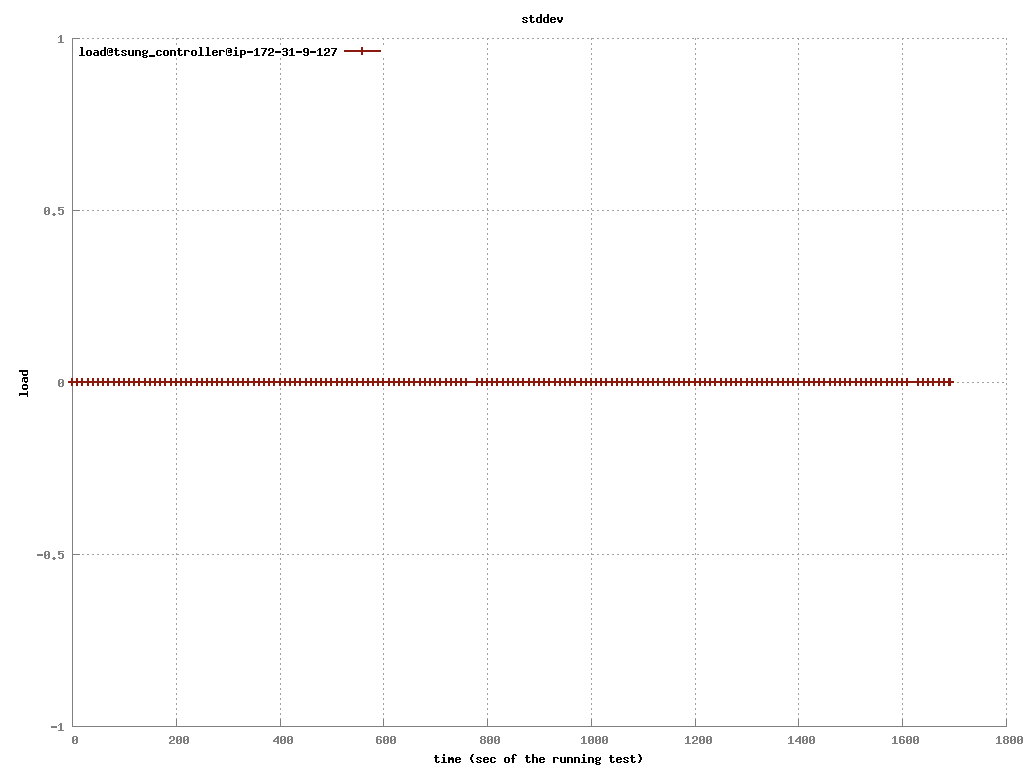 stddev
load@tsung_controller@ip-172-31-9-127
1
0.5
0
-0.5
-1
load
0 200 400 600 800 1000 1200 1400 1600 1800
time (sec of the running test)